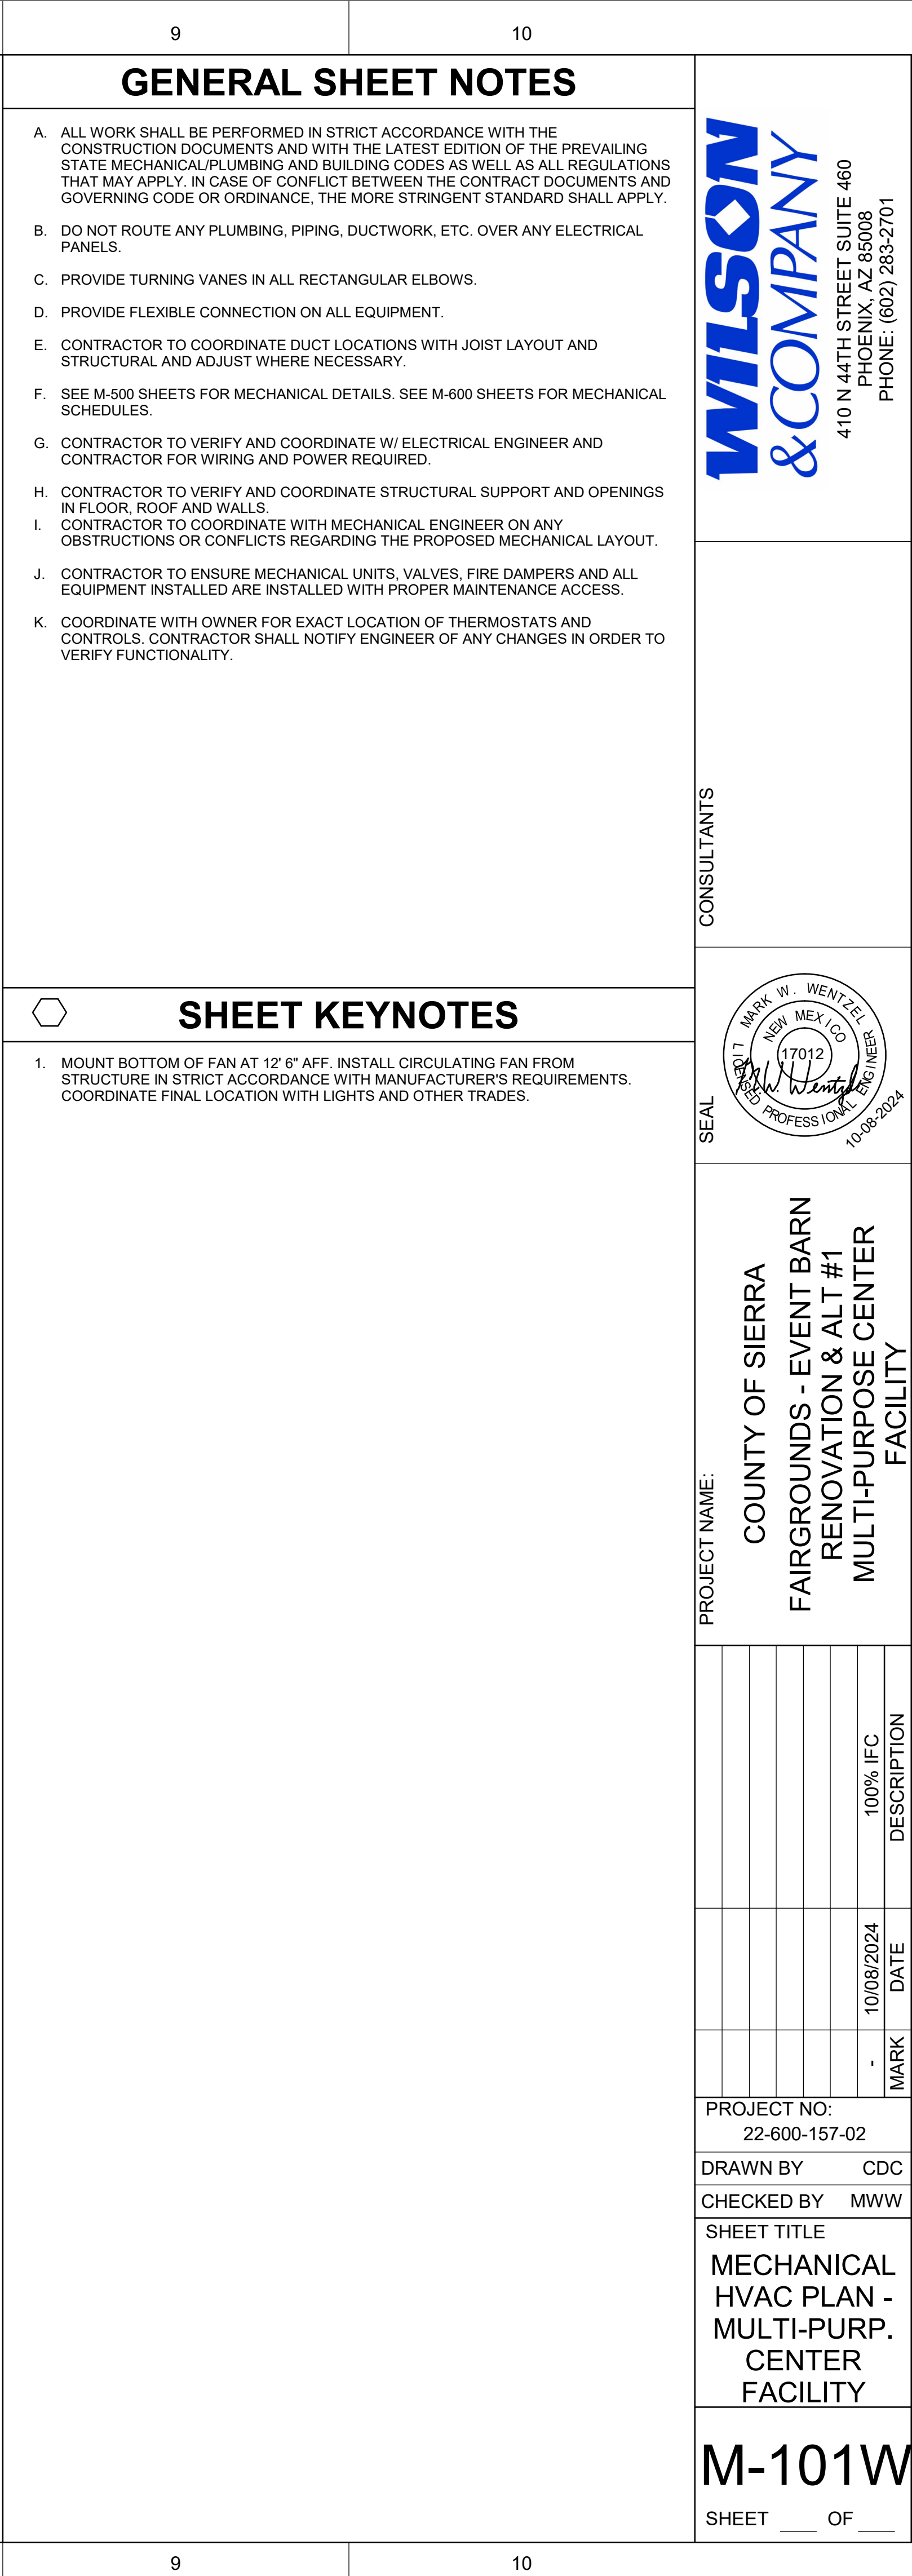 9
10
GENERAL SHEET NOTES
A. ALL WORK SHALL BE PERFORMED IN STRICT ACCORDANCE WITH THE
CONSTRUCTION DOCUMENTS AND WITH THE LATEST EDITION OF THE PREVAILING
STATE MECHANICAL/PLUMBING AND BUILDING CODES AS WELL AS ALL REGULATIONS
THAT MAY APPLY. IN CASE OF CONFLICT BETWEEN THE CONTRACT DOCUMENTS AND
GOVERNING CODE OR ORDINANCE, THE MORE STRINGENT STANDARD SHALL APPLY.
B. DO NOT ROUTE ANY PLUMBING, PIPING, DUCTWORK, ETC. OVER ANY ELECTRICAL
PANELS.
C. PROVIDE TURNING VANES IN ALL RECTANGULAR ELBOWS.
D. PROVIDE FLEXIBLE CONNECTION ON ALL EQUIPMENT.
E. CONTRACTOR TO COORDINATE DUCT LOCATIONS WITH JOIST LAYOUT AND
STRUCTURAL AND ADJUST WHERE NECESSARY.
F. SEE M-500 SHEETS FOR MECHANICAL DETAILS. SEE M-600 SHEETS FOR MECHANICAL
SCHEDULES.
G. CONTRACTOR TO VERIFY AND COORDINATE W/ ELECTRICAL ENGINEER AND
CONTRACTOR FOR WIRING AND POWER REQUIRED.
H. CONTRACTOR TO VERIFY AND COORDINATE STRUCTURAL SUPPORT AND OPENINGS
IN FLOOR, ROOF AND WALLS.
I. CONTRACTOR TO COORDINATE WITH MECHANICAL ENGINEER ON ANY
OBSTRUCTIONS OR CONFLICTS REGARDING THE PROPOSED MECHANICAL LAYOUT.
J. CONTRACTOR TO ENSURE MECHANICAL UNITS, VALVES, FIRE DAMPERS AND ALL
EQUIPMENT INSTALLED ARE INSTALLED WITH PROPER MAINTENANCE ACCESS.
K. COORDINATE WITH OWNER FOR EXACT LOCATION OF THERMOSTATS AND
CONTROLS. CONTRACTOR SHALL NOTIFY ENGINEER OF ANY CHANGES IN ORDER TO
VERIFY FUNCTIONALITY.
SHEET KEYNOTES
1. MOUNT BOTTOM OF FAN AT 12' 6" AFF. INSTALL CIRCULATING FAN FROM
STRUCTURE IN STRICT ACCORDANCE WITH MANUFACTURER'S REQUIREMENTS.
COORDINATE FINAL LOCATION WITH LIGHTS AND OTHER TRADES.
WILSON
&COMPANY
410 N 44TH STREET SUITE 460
PHOENIX, AZ 85008
PHONE: (602) 283-2701
CONSULTANTS
SEAL
MARK W. WENTZEL
NEW MEXICO
17012
LICENSED PROFESSIONAL ENGINEER
10-08-2024
PROJECT NAME:
COUNTY OF SIERRA
FAIRGROUNDS - EVENT BARN
RENOVATION & ALT #1
MULTI-PURPOSE CENTER
FACILITY
- 10/08/2024 100% IFC
MARK DATE DESCRIPTION
PROJECT NO:
22-600-157-02
DRAWN BY CDC
CHECKED BY MWW
SHEET TITLE
MECHANICAL
HVAC PLAN -
MULTI-PURP.
CENTER
FACILITY
M-101W
SHEET ____ OF ____
9
10